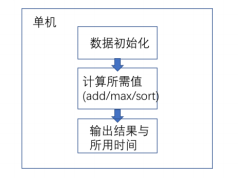 单机
数据初始化
计算所需值
(add/max/sort)
输出结果与
所用时间